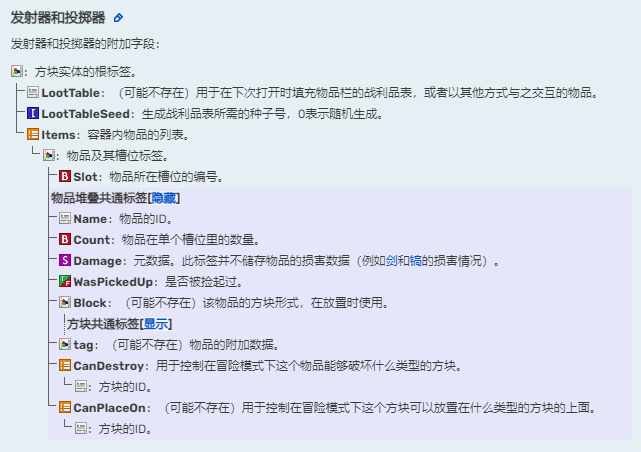 发射器和投掷器
发射器和投掷器的附加字段：
：方块实体的根标签。
LootTable：（可能不存在）用于在下次打开时填充物品栏的战利品表，或者以其他方式与之交互的物品。
LootTableSeed：生成战利品表所需的种子号，0表示随机生成。
Items：容器内物品的列表。
：物品及其槽位标签。
B Slot：物品所在槽位的编号。
物品堆叠共通标签[隐藏]
Name：物品的ID。
B Count：物品在单个槽位里的数量。
S Damage：元数据。此标签并不储存物品的损害数据（例如剑和镐的损害情况）。
WasPickedUp：是否被捡起过。
Block：（可能不存在）该物品的方块形式，在放置时使用。
方块共通标签[显示]
tag：（可能不存在）物品的附加数据。
CanDestroy：用于控制在冒险模式下这个物品能够破坏什么类型的方块。
：方块的ID。
CanPlaceOn：（可能不存在）用于控制在冒险模式下这个方块可以放置在什么类型的方块的上面。
：方块的ID。